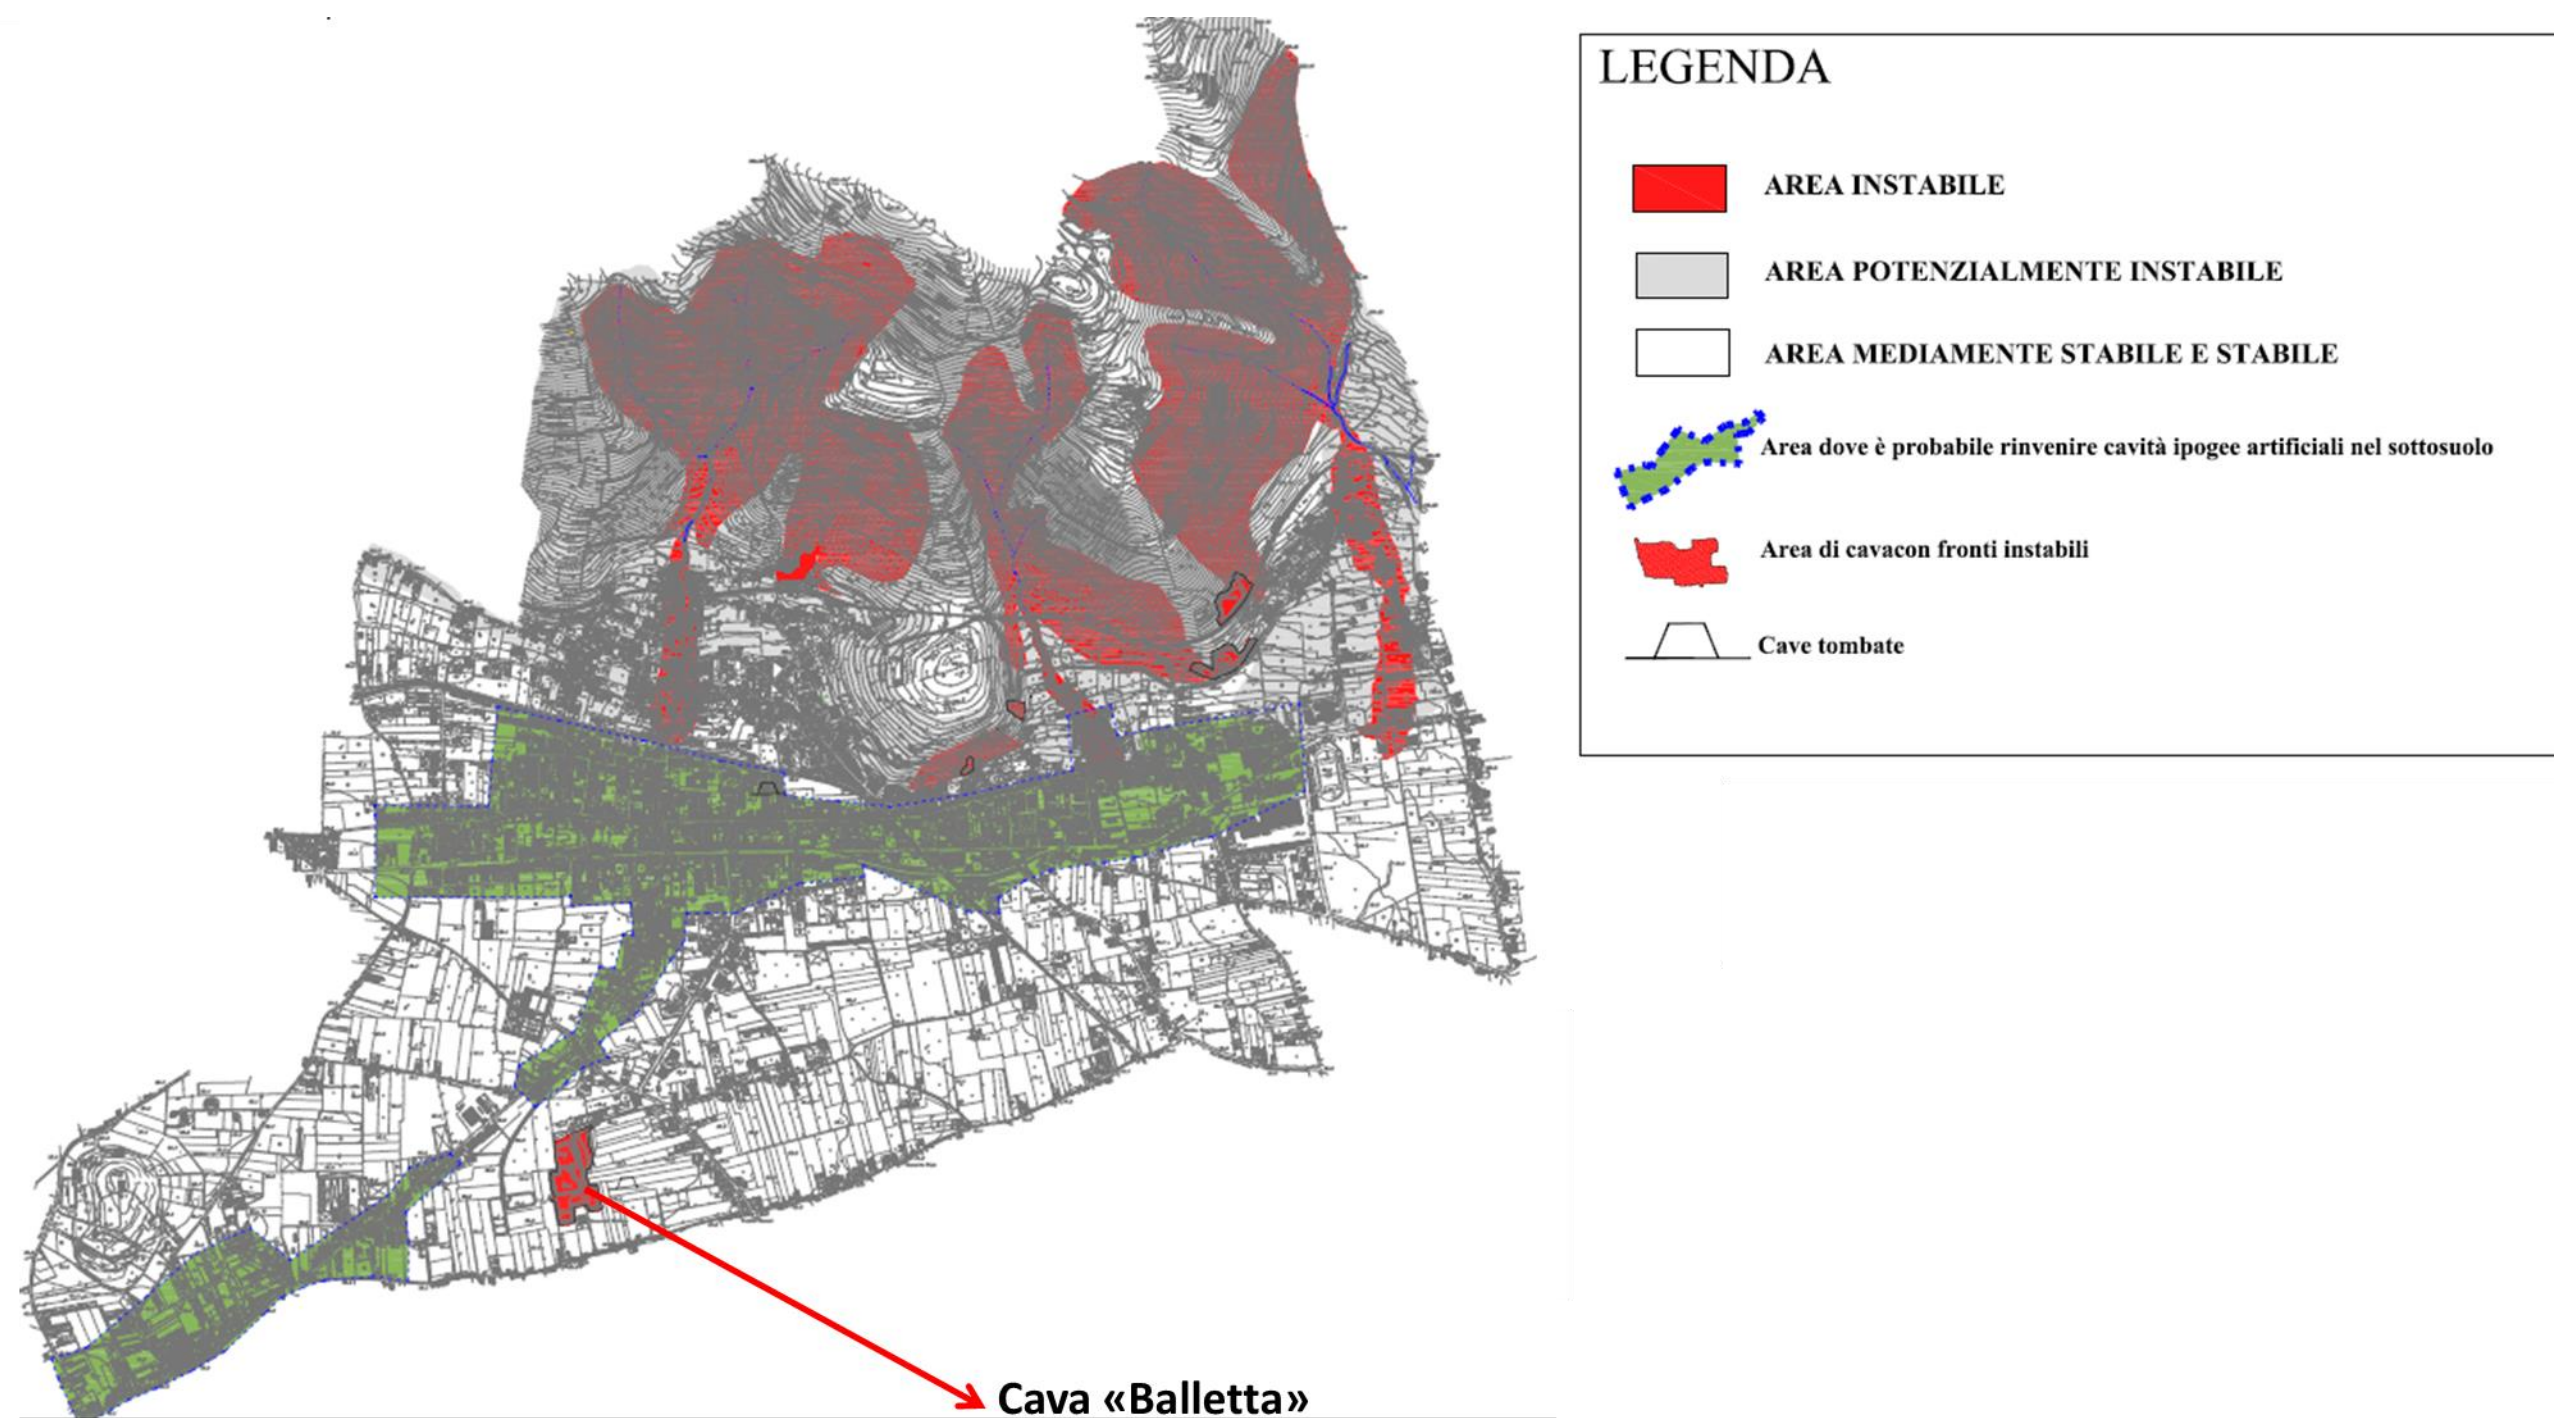 LEGENDA
AREA INSTABILE
AREA POTENZIALMENTE INSTABILE
AREA MEDIAMENTE STABILE E STABILE
Area dove è probabile rinvenire cavità ipogee artificiali nel sottosuolo
Area di cavacon fronti instabili
Cave tombate
Cava «Balletta»